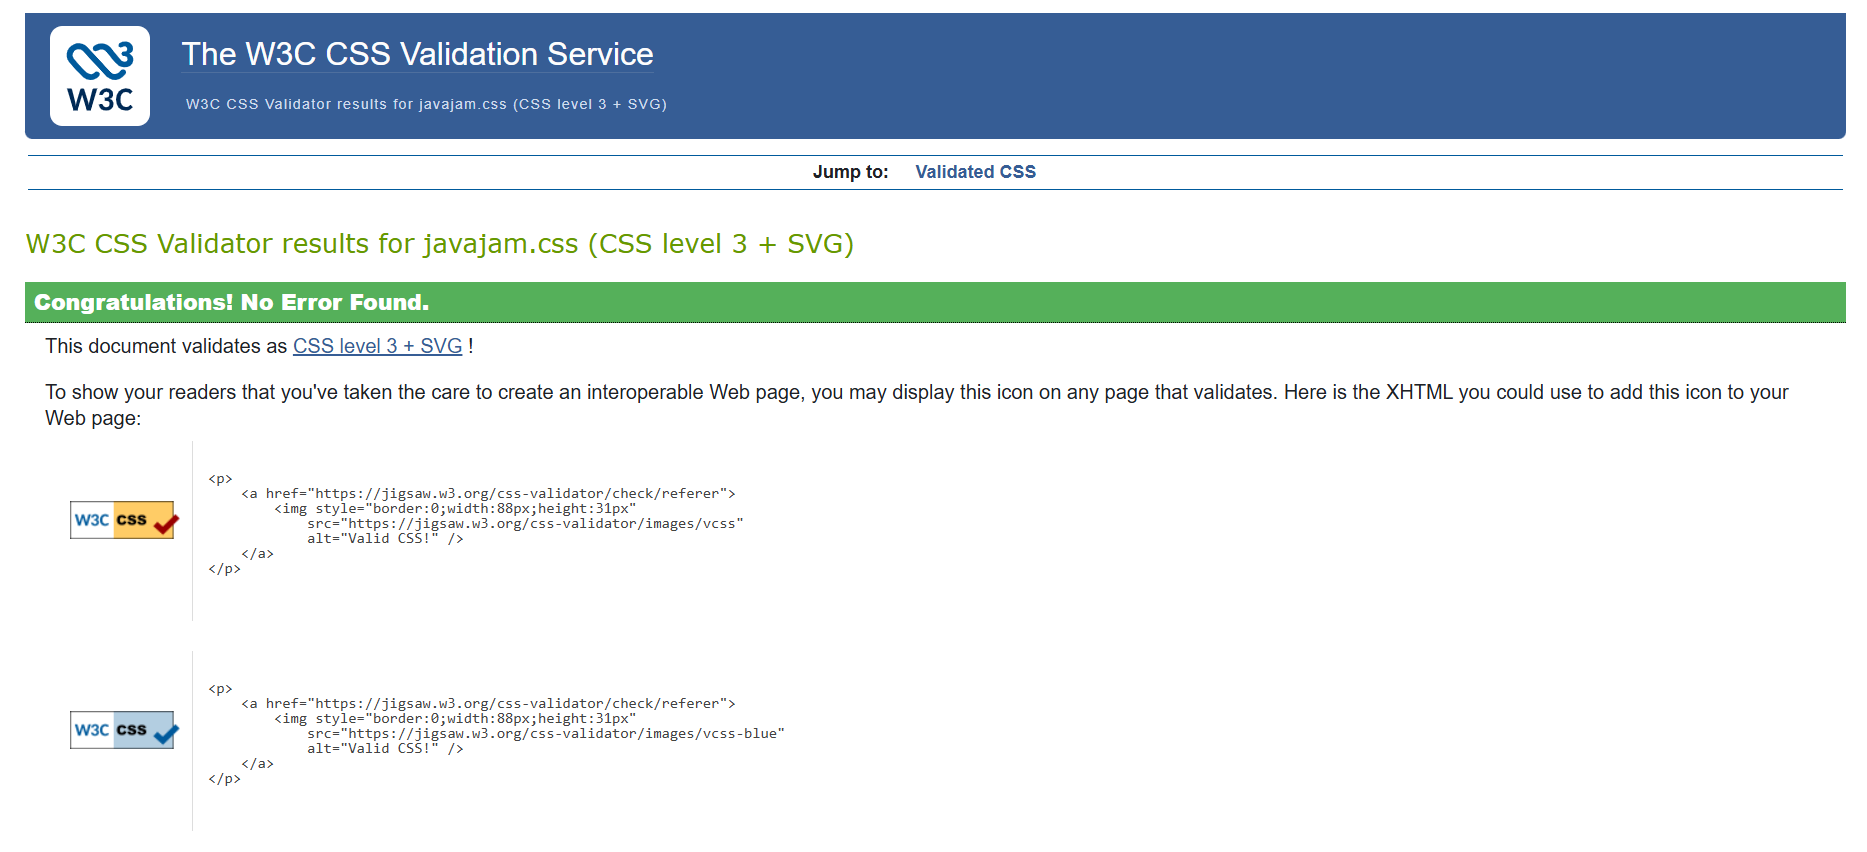 W3C
The W3C CSS Validation Service
W3C CSS Validator results for javajam.css (CSS level 3 + SVG)
Jump to: Validated CSS
W3C CSS Validator results for javajam.css (CSS level 3 + SVG)
Congratulations! No Error Found.
This document validates as CSS level 3 + SVG !
To show your readers that you've taken the care to create an interoperable Web page, you may display this icon on any page that validates. Here is the XHTML you could use to add this icon to your
Web page:
W3C CSS
<p>
    <a href="https://jigsaw.w3.org/css-validator/check/referer">
        <img style="border:0;width:88px;height:31px"
            src="https://jigsaw.w3.org/css-validator/images/vcss"
            alt="Valid CSS!" />
    </a>
</p>
W3C CSS
<p>
    <a href="https://jigsaw.w3.org/css-validator/check/referer">
        <img style="border:0;width:88px;height:31px"
            src="https://jigsaw.w3.org/css-validator/images/vcss-blue"
            alt="Valid CSS!" />
    </a>
</p>